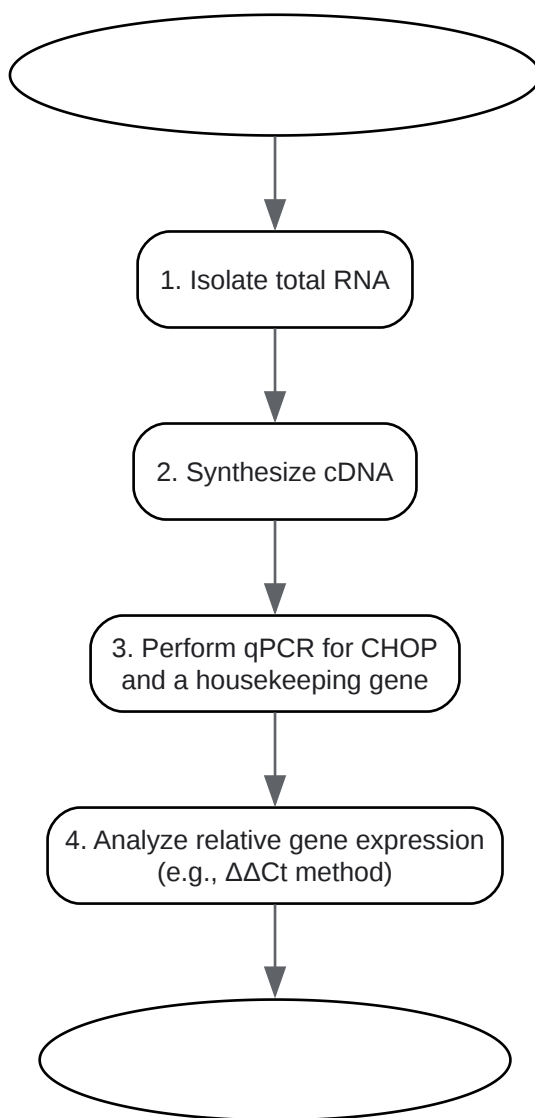 1. Isolate total RNA
2. Synthesize cDNA
3. Perform qPCR for CHOP
and a housekeeping gene
4. Analyze relative gene expression
(e.g., ΔΔCt method)